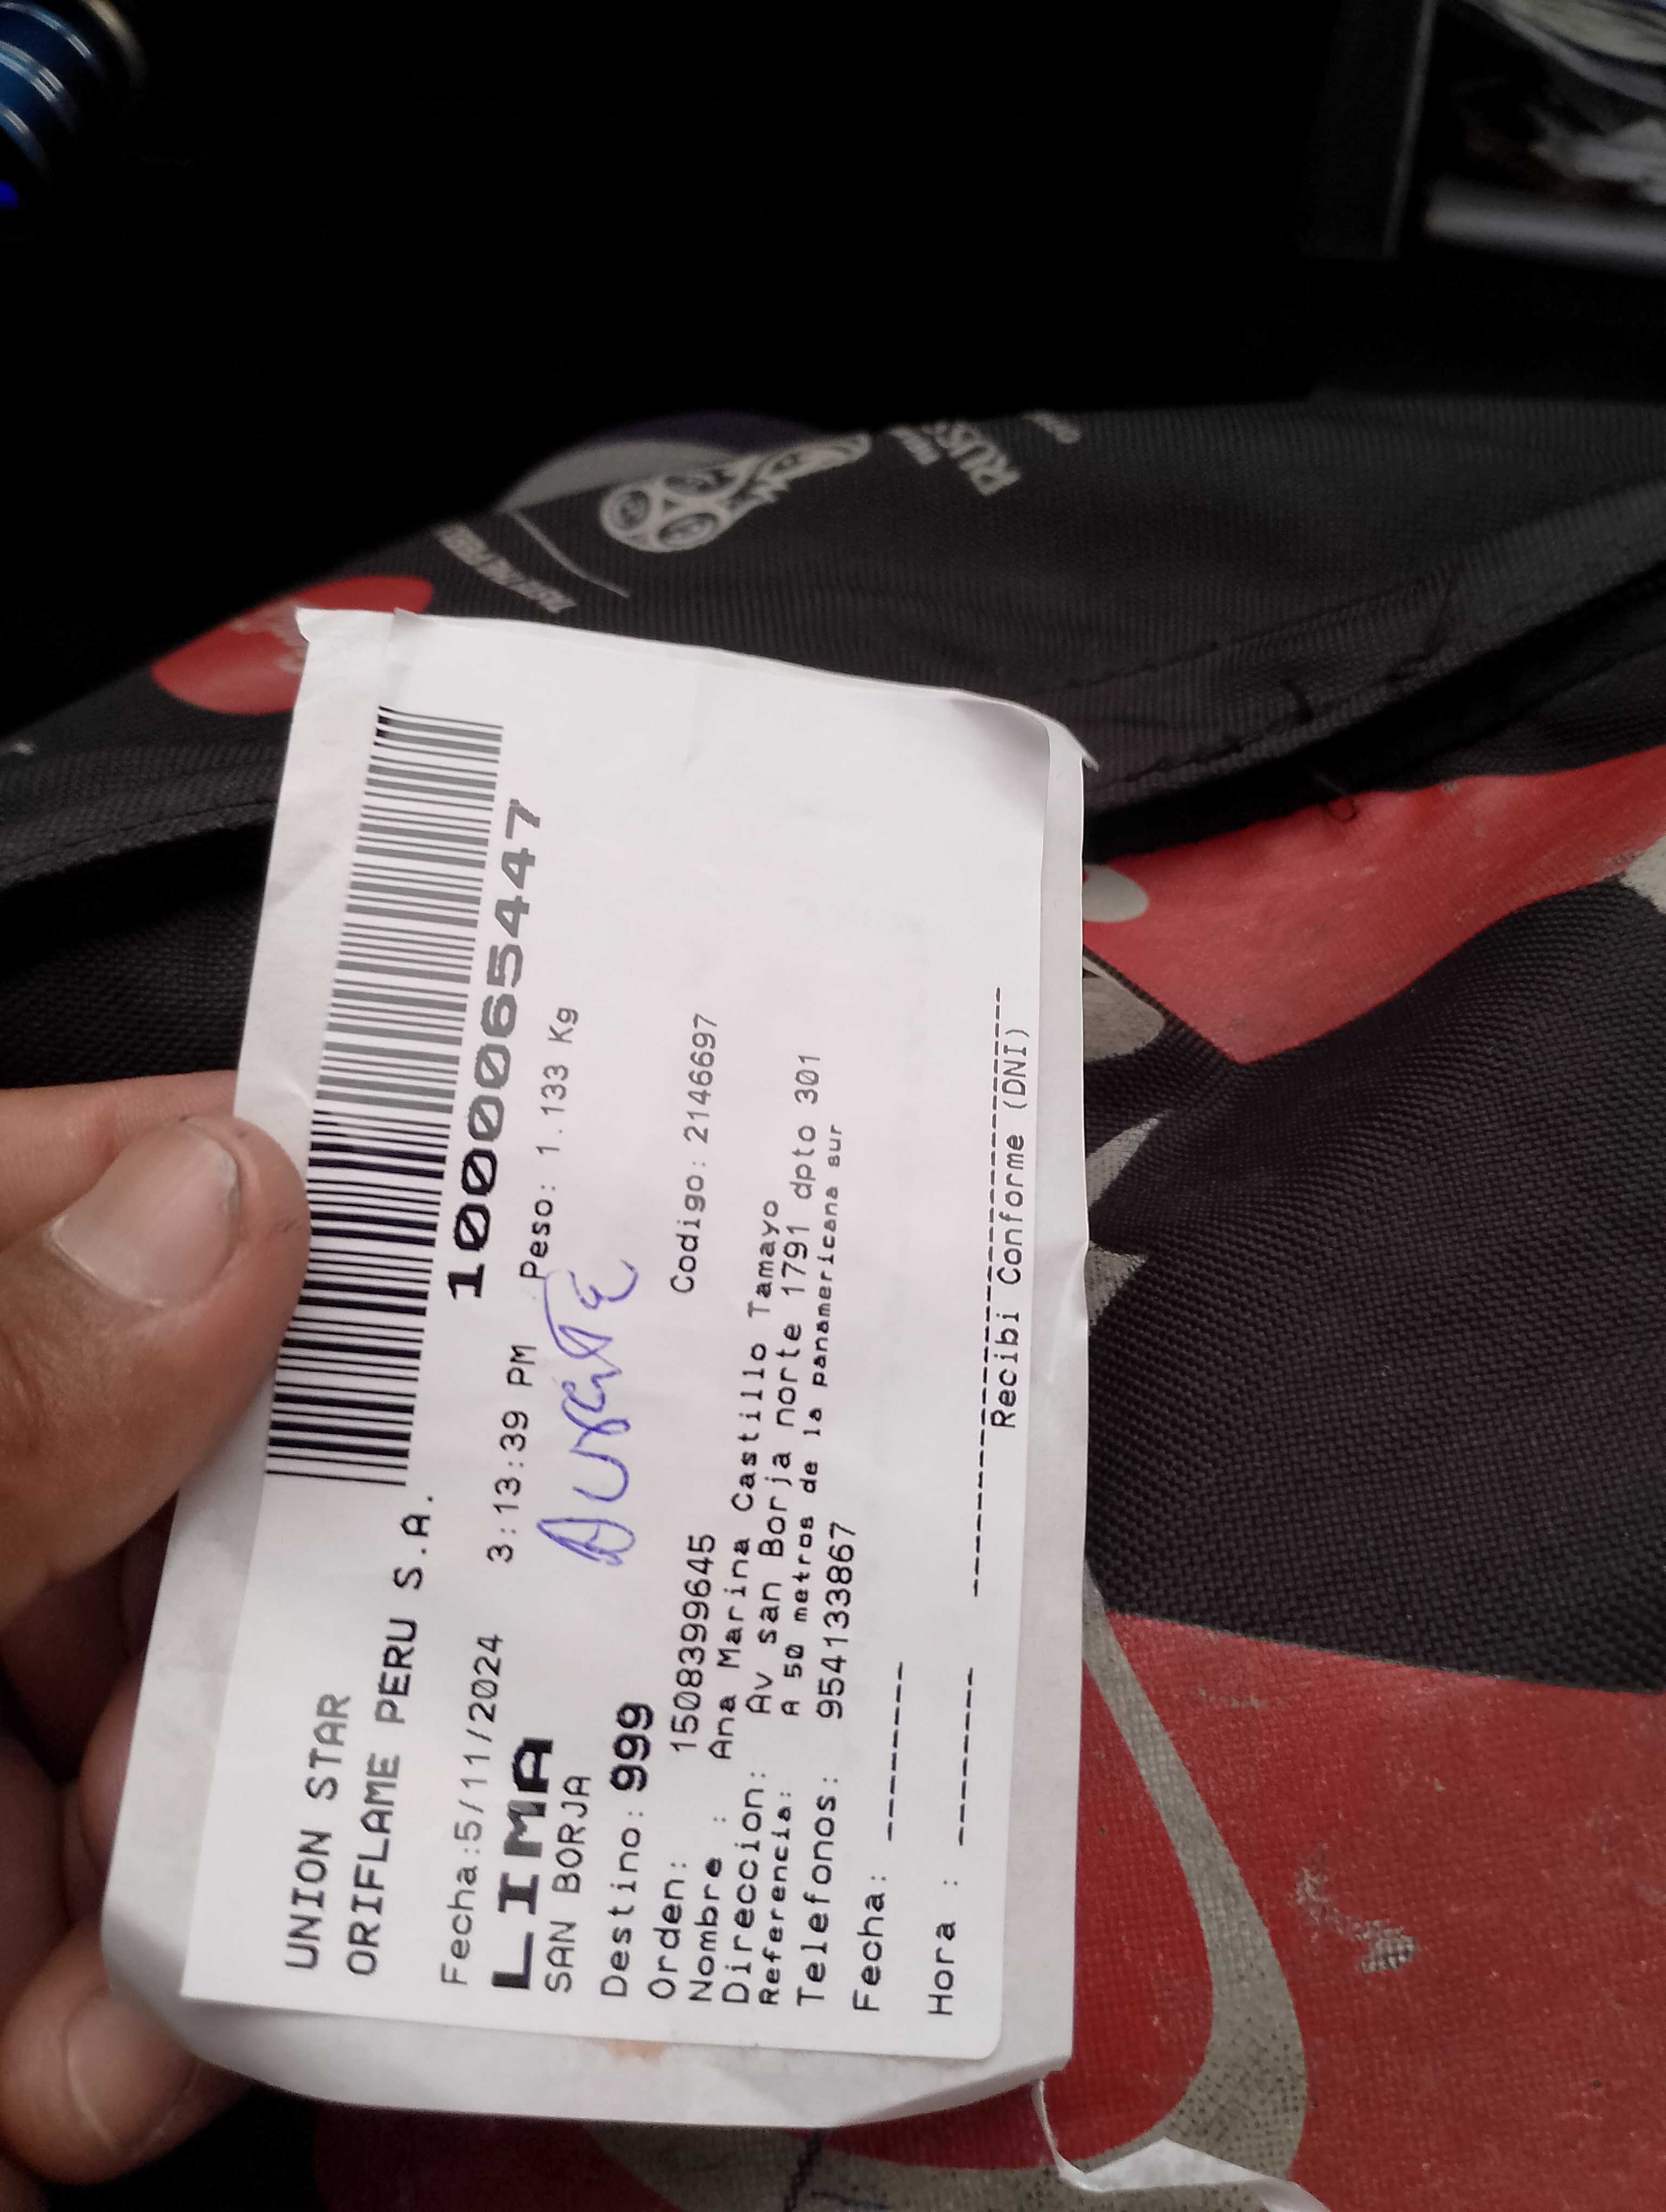 UNION STAR
ORIFLAME PERU S.A.
1000065447
Fecha:5/11/2024 3:13:39 PM Peso: 1.133 Kg
LIMA
SAN BORJA
Ausente
Destino: 999
Orden: 1508399645 Codigo: 2146697
Nombre : Ana Marina Castillo Tamayo
Direccion: Av san Borja norte 1791 dpto 301
Referencia: A 50 metros de la panamericana sur
Telefonos: 954133867
Fecha: --------
Hora : -------- ---------------------------
Recibi Conforme (DNI)
RUS